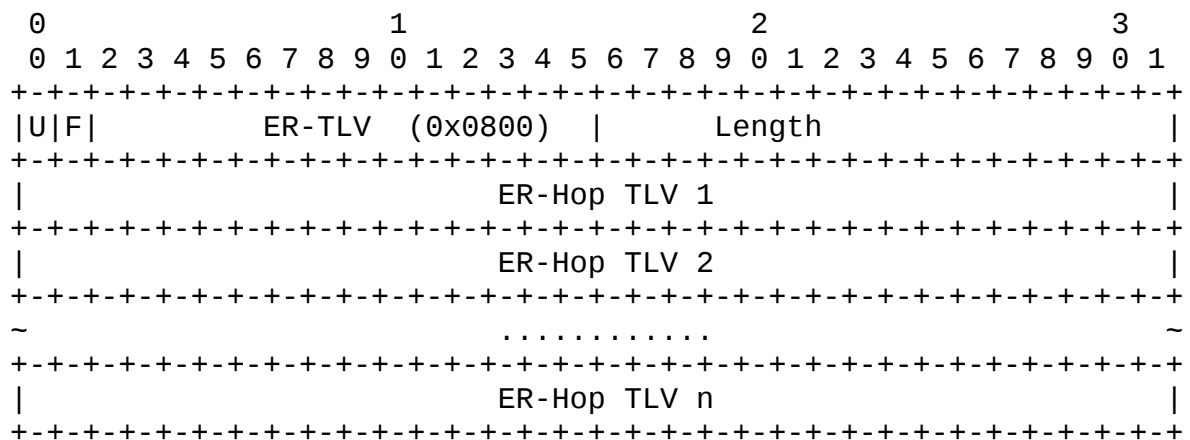 0                   1                   2                   3
 0 1 2 3 4 5 6 7 8 9 0 1 2 3 4 5 6 7 8 9 0 1 2 3 4 5 6 7 8 9 0 1
+-+-+-+-+-+-+-+-+-+-+-+-+-+-+-+-+-+-+-+-+-+-+-+-+-+-+-+-+-+-+-+-+
|U|F|         ER-TLV  (0x0800)  |      Length                   |
+-+-+-+-+-+-+-+-+-+-+-+-+-+-+-+-+-+-+-+-+-+-+-+-+-+-+-+-+-+-+-+-+
|                          ER-Hop TLV 1                         |
+-+-+-+-+-+-+-+-+-+-+-+-+-+-+-+-+-+-+-+-+-+-+-+-+-+-+-+-+-+-+-+-+
|                          ER-Hop TLV 2                         |
+-+-+-+-+-+-+-+-+-+-+-+-+-+-+-+-+-+-+-+-+-+-+-+-+-+-+-+-+-+-+-+-+
~                          ............                         ~
+-+-+-+-+-+-+-+-+-+-+-+-+-+-+-+-+-+-+-+-+-+-+-+-+-+-+-+-+-+-+-+-+
|                          ER-Hop TLV n                         |
+-+-+-+-+-+-+-+-+-+-+-+-+-+-+-+-+-+-+-+-+-+-+-+-+-+-+-+-+-+-+-+-+